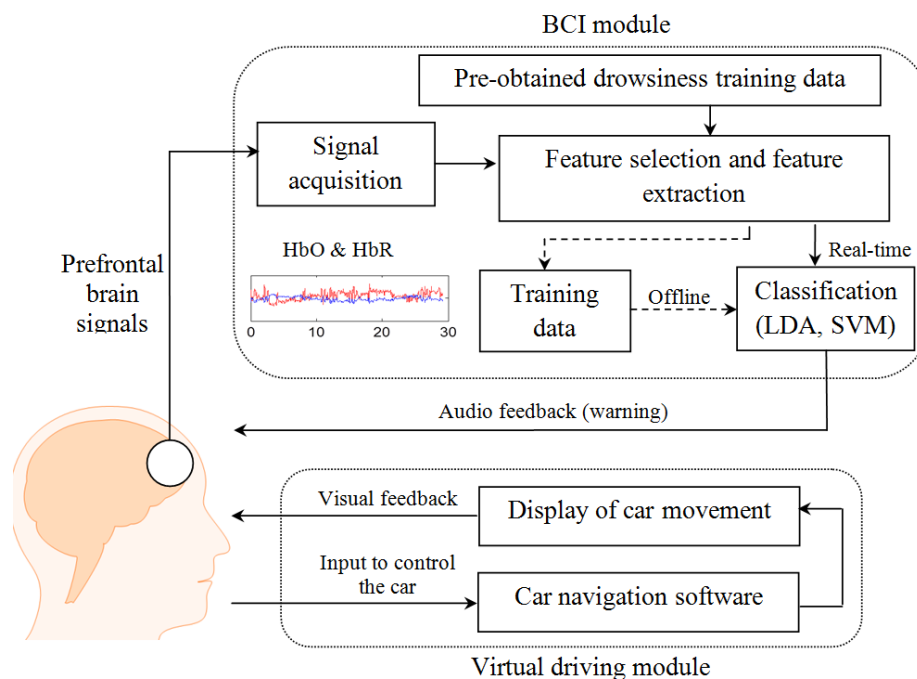 BCI module
Pre-obtained drowsiness training data
Signal
acquisition
Feature selection and feature
extraction
Prefrontal
brain
signals
HbO & HbR
0 10 20 30
Training
data
Offline
Real-time
Classification
(LDA, SVM)
Audio feedback (warning)
Visual feedback
Display of car movement
Input to control
the car
Car navigation software
Virtual driving module